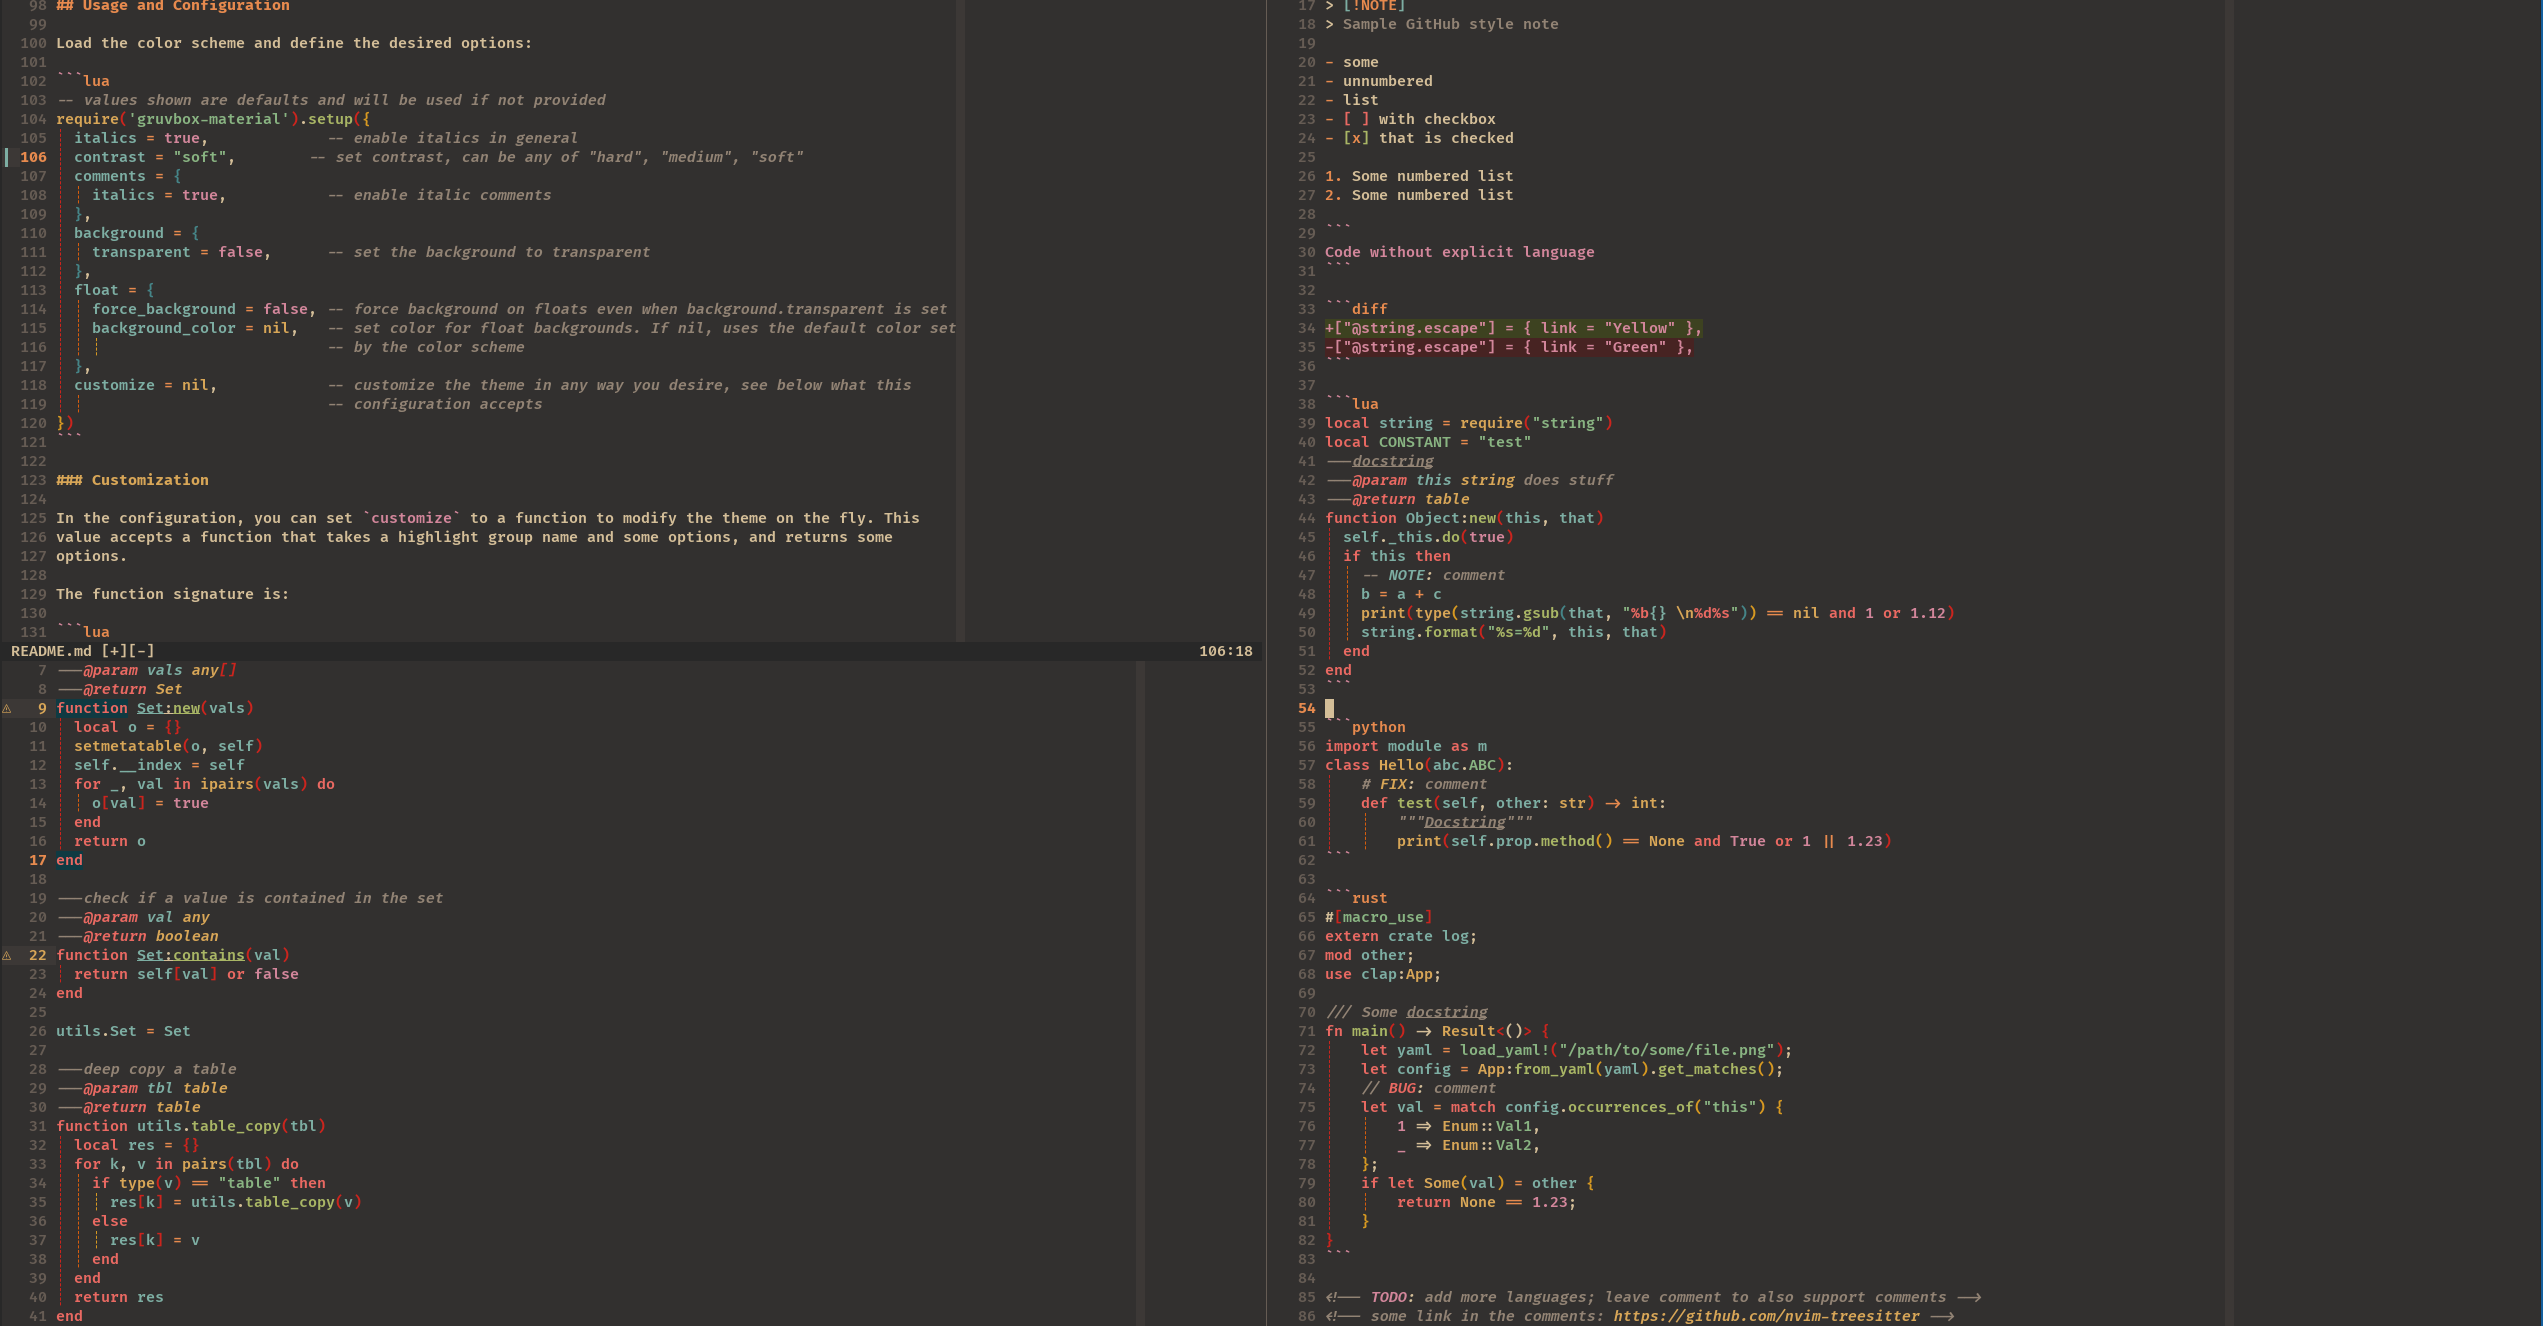 98 ## Usage and Configuration
99
100 Load the color scheme and define the desired options:
101
102 ```lua
103 -- values shown are defaults and will be used if not provided
104 require('gruvbox-material').setup({
105   italics = true,             -- enable italics in general
106   contrast = "soft",        -- set contrast, can be any of "hard", "medium", "soft"
107   comments = {
108     italics = true,           -- enable italic comments
109   },
110   background = {
111     transparent = false,      -- set the background to transparent
112   },
113   float = {
114     force_background = false, -- force background on floats even when background.transparent is set
115     background_color = nil,   -- set color for float backgrounds. If nil, uses the default color set
116                               -- by the color scheme
117   },
118   customize = nil,            -- customize the theme in any way you desire, see below what this
119                               -- configuration accepts
120 })
121 ```
122
123 ### Customization
124
125 In the configuration, you can set `customize` to a function to modify the theme on the fly. This
126 value accepts a function that takes a highlight group name and some options, and returns some
127 options.
128
129 The function signature is:
130
131 ```lua
README.md [+][-] 106:18
7 ---@param vals any[]
8 ---@return Set
⚠ 9 function Set:new(vals)
10   local o = {}
11   setmetatable(o, self)
12   self.__index = self
13   for _, val in ipairs(vals) do
14     o[val] = true
15   end
16   return o
17 end
18
19 ---check if a value is contained in the set
20 ---@param val any
21 ---@return boolean
⚠ 22 function Set:contains(val)
23   return self[val] or false
24 end
25
26 utils.Set = Set
27
28 ---deep copy a table
29 ---@param tbl table
30 ---@return table
31 function utils.table_copy(tbl)
32   local res = {}
33   for k, v in pairs(tbl) do
34     if type(v) == "table" then
35       res[k] = utils.table_copy(v)
36     else
37       res[k] = v
38     end
39   end
40   return res
41 end
17 > [!NOTE]
18 > Sample GitHub style note
19
20 - some
21 - unnumbered
22 - list
23 - [ ] with checkbox
24 - [x] that is checked
25
26 1. Some numbered list
27 2. Some numbered list
28
29 ```
30 Code without explicit language
31 ```
32
33 ```diff
34 +["@string.escape"] = { link = "Yellow" },
35 -["@string.escape"] = { link = "Green" },
36 ```
37
38 ```lua
39 local string = require("string")
40 local CONSTANT = "test"
41 ---docstring
42 ---@param this string does stuff
43 ---@return table
44 function Object:new(this, that)
45   self._this.do(true)
46   if this then
47     -- NOTE: comment
48     b = a + c
49     print(type(string.gsub(that, "%b{} \n%d%s")) == nil and 1 or 1.12)
50     string.format("%s=%d", this, that)
51   end
52 end
53 ```
54
55 ```python
56 import module as m
57 class Hello(abc.ABC):
58     # FIX: comment
59     def test(self, other: str) -> int:
60         """Docstring"""
61         print(self.prop.method() == None and True or 1 || 1.23)
62 ```
63
64 ```rust
65 #[macro_use]
66 extern crate log;
67 mod other;
68 use clap:App;
69
70 /// Some docstring
71 fn main() -> Result<()> {
72     let yaml = load_yaml!("/path/to/some/file.png");
73     let config = App:from_yaml(yaml).get_matches();
74     // BUG: comment
75     let val = match config.occurrences_of("this") {
76         1 => Enum::Val1,
77         _ => Enum::Val2,
78     };
79     if let Some(val) = other {
80         return None == 1.23;
81     }
82 }
83 ```
84
85 <!-- TODO: add more languages; leave comment to also support comments -->
86 <!-- some link in the comments: https://github.com/nvim-treesitter -->